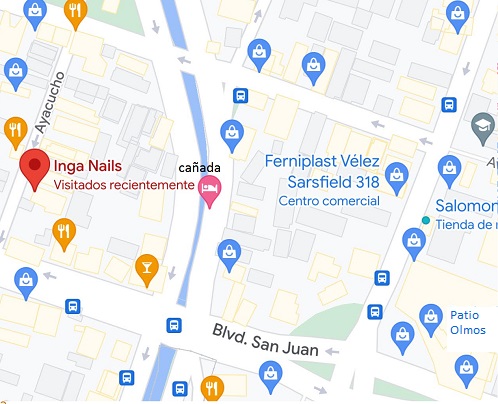 Ayacucho
Inga Nails
Visitados recientemente
cañada
Ferniplast Vélez
Sarsfield 318
Centro comercial
Salomon
Tienda de r
Patio
Olmos
Blvd. San Juan